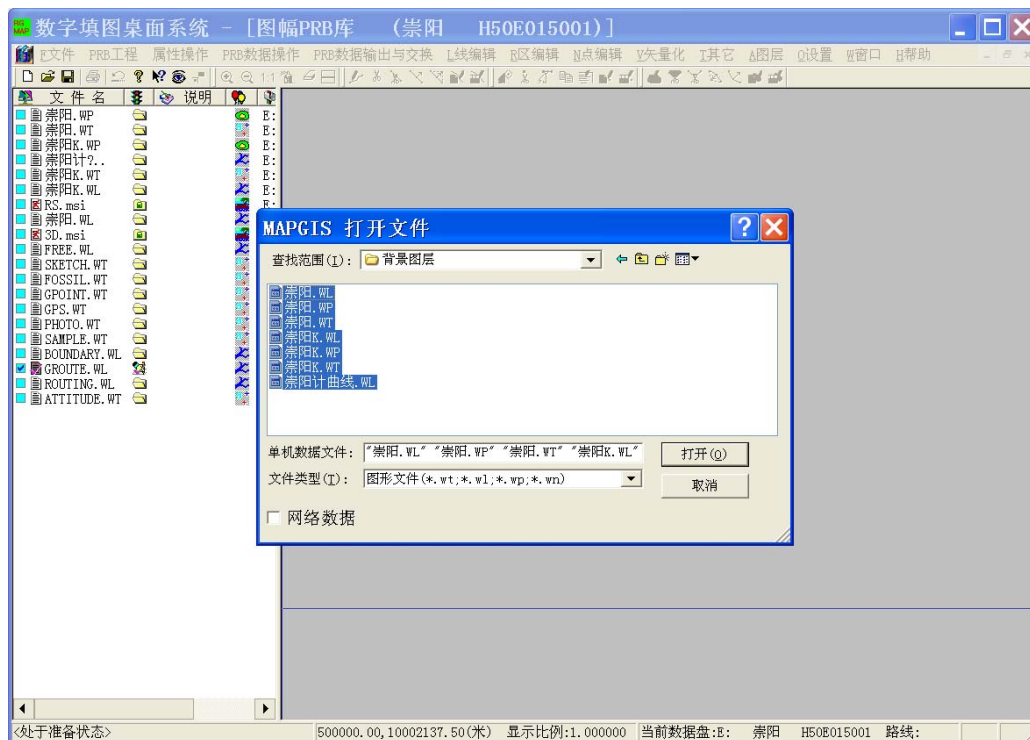 RG MAP 数字填图桌面系统 - [图幅PRB库 (崇阳 H50E015001)]
E文件 PRB工程 属性操作 PRB数据操作 PRB数据输出与交换 L线编辑 R区编辑 N点编辑 V矢量化 I其它 A图层 O设置 W窗口 H帮助
1:1
文件名 说明
崇阳.WP E:
崇阳.WT E:
崇阳K.WP E:
崇阳计?.. E:
崇阳K.WT E:
崇阳K.WL E:
RS.msi E:
崇阳.WL
3D.msi
FREE.WL
SKETCH.WT
FOSSIL.WT
GPOINT.WT
GPS.WT
PHOTO.WT
SAMPLE.WT
BOUNDARY.WL
GROUTE.WL
ROUTING.WL
ATTITUDE.WT
MAPGIS 打开文件
查找范围(I): 背景图层
崇阳.WL
崇阳.WP
崇阳.WT
崇阳K.WL
崇阳K.WP
崇阳K.WT
崇阳计曲线.WL
单机数据文件: "崇阳.WL" "崇阳.WP" "崇阳.WT" "崇阳K.WL" 打开(O)
文件类型(T): 图形文件(*.wt;*.wl;*.wp;*.wn) 取消
网络数据
<处于准备状态> 500000.00,10002137.50(米) 显示比例:1.000000 当前数据盘:E: 崇阳 H50E015001 路线: